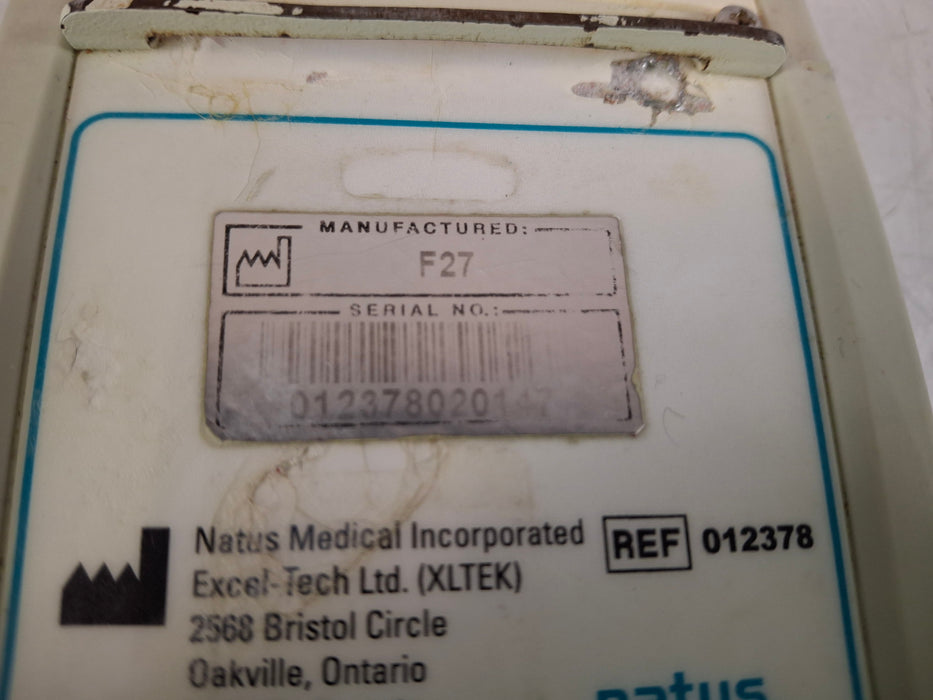 MANUFACTURED:
F27
SERIAL NO.:
012378020147
Natus Medical Incorporated
Excel-Tech Ltd. (XLTEK)
2568 Bristol Circle
Oakville, Ontario
REF 012378
natus